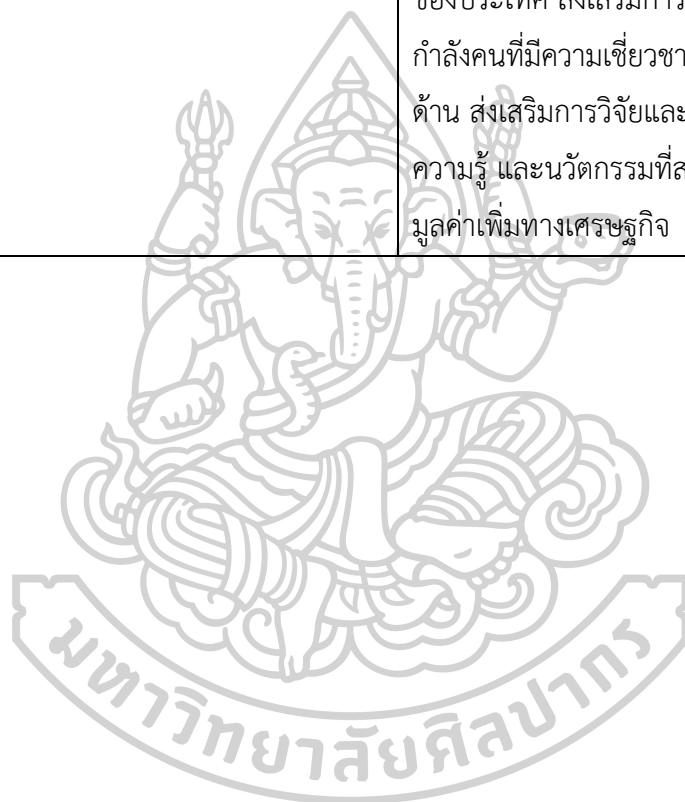 ของประเทศ ส่งเสริมการ
กำลังคนที่มีความเชี่ยวชา
ด้าน ส่งเสริมการวิจัยและ
ความรู้ และนวัตกรรมที่ส
มูลค่าเพิ่มทางเศรษฐกิจ
มหาวิทยาลัยศิลปากร